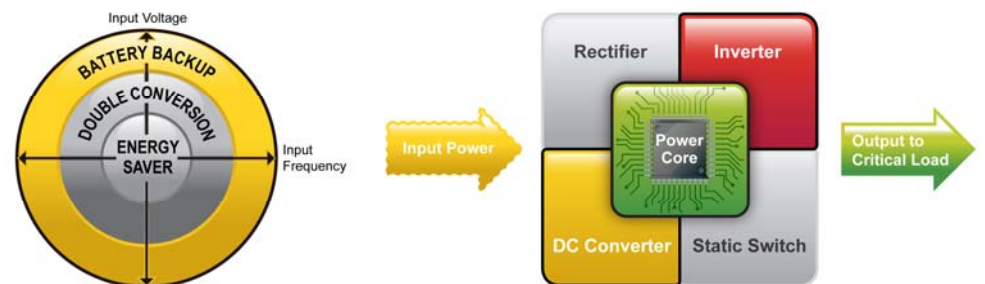 Input Voltage
BATTERY BACKUP
DOUBLE CONVERSION
ENERGY
SAVER
Input
Frequency
Input Power
Rectifier
Inverter
Power
Core
DC Converter
Static Switch
Output to
Critical Load